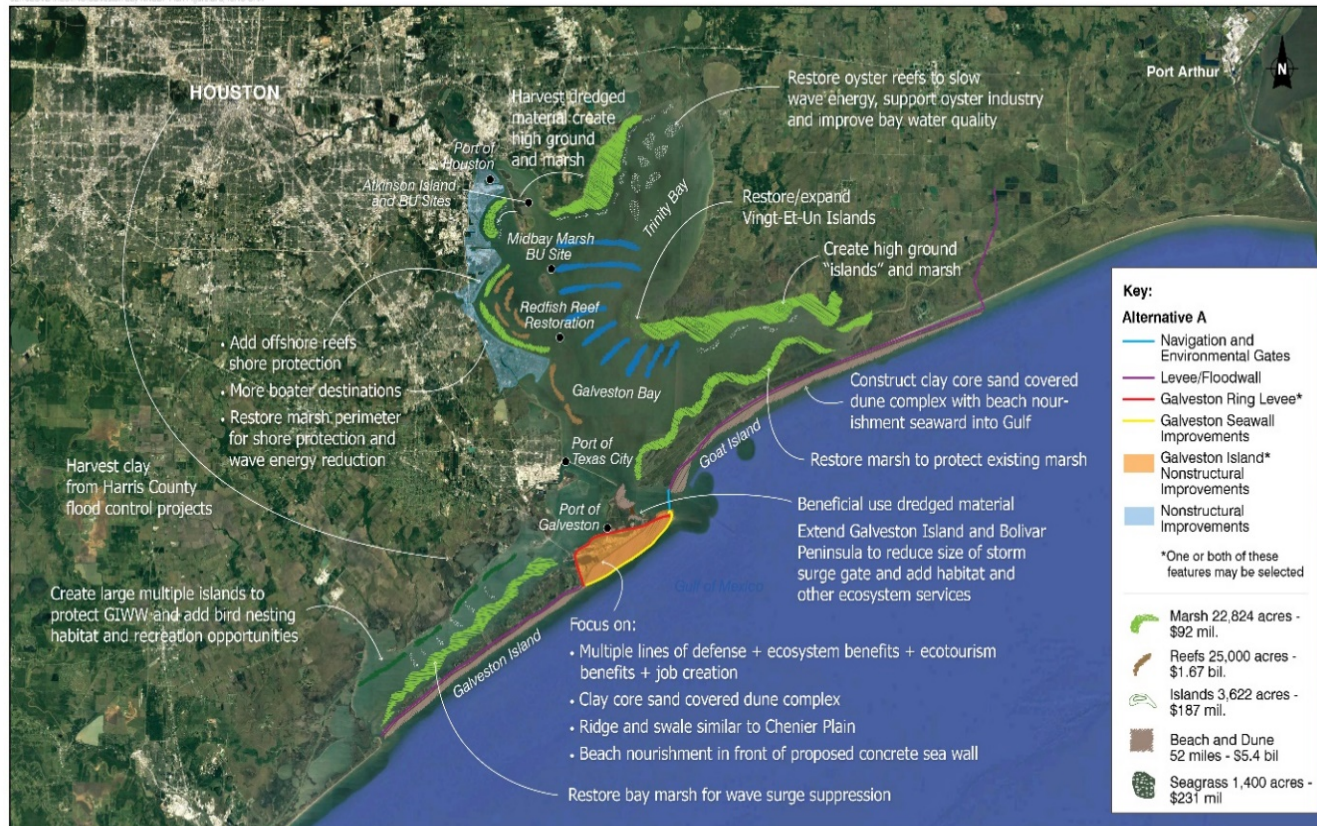 HOUSTON
Port Arthur
N
Harvest dredged
material create
high ground
and marsh
Restore oyster reefs to slow
wave energy, support oyster industry
and improve bay water quality
Port of
Houston
Atkinson Island
and BU Sites
Trinity Bay
Restore/expand
Vingt-Et-Un Islands
Midbay Marsh
BU Site
Create high ground
"islands" and marsh
Redfish Reef
Restoration
• Add offshore reefs
shore protection
• More boater destinations
• Restore marsh perimeter
for shore protection and
wave energy reduction
Galveston Bay
Construct clay core sand covered
dune complex with beach nour-
ishment seaward into Gulf
Goat Island
Restore marsh to protect existing marsh
Harvest clay
from Harris County
flood control projects
Port of
Texas City
Port of
Galveston
Beneficial use dredged material
Extend Galveston Island and Bolivar
Peninsula to reduce size of storm
surge gate and add habitat and
other ecosystem services
Gulf of Mexico
Create large multiple islands to
protect GIWW and add bird nesting
habitat and recreation opportunities
Galveston Island
Focus on:
• Multiple lines of defense + ecosystem benefits + ecotourism
benefits + job creation
• Clay core sand covered dune complex
• Ridge and swale similar to Chenier Plain
• Beach nourishment in front of proposed concrete sea wall
Restore bay marsh for wave surge suppression
Key:
Alternative A
Navigation and
Environmental Gates
Levee/Floodwall
Galveston Ring Levee*
Galveston Seawall
Improvements
Galveston Island*
Nonstructural
Improvements
Nonstructural
Improvements
*One or both of these
features may be selected
Marsh 22,824 acres -
$92 mil.
Reefs 25,000 acres -
$1.67 bil.
Islands 3,622 acres -
$187 mil.
Beach and Dune
52 miles - $5.4 bil
Seagrass 1,400 acres -
$231 mil